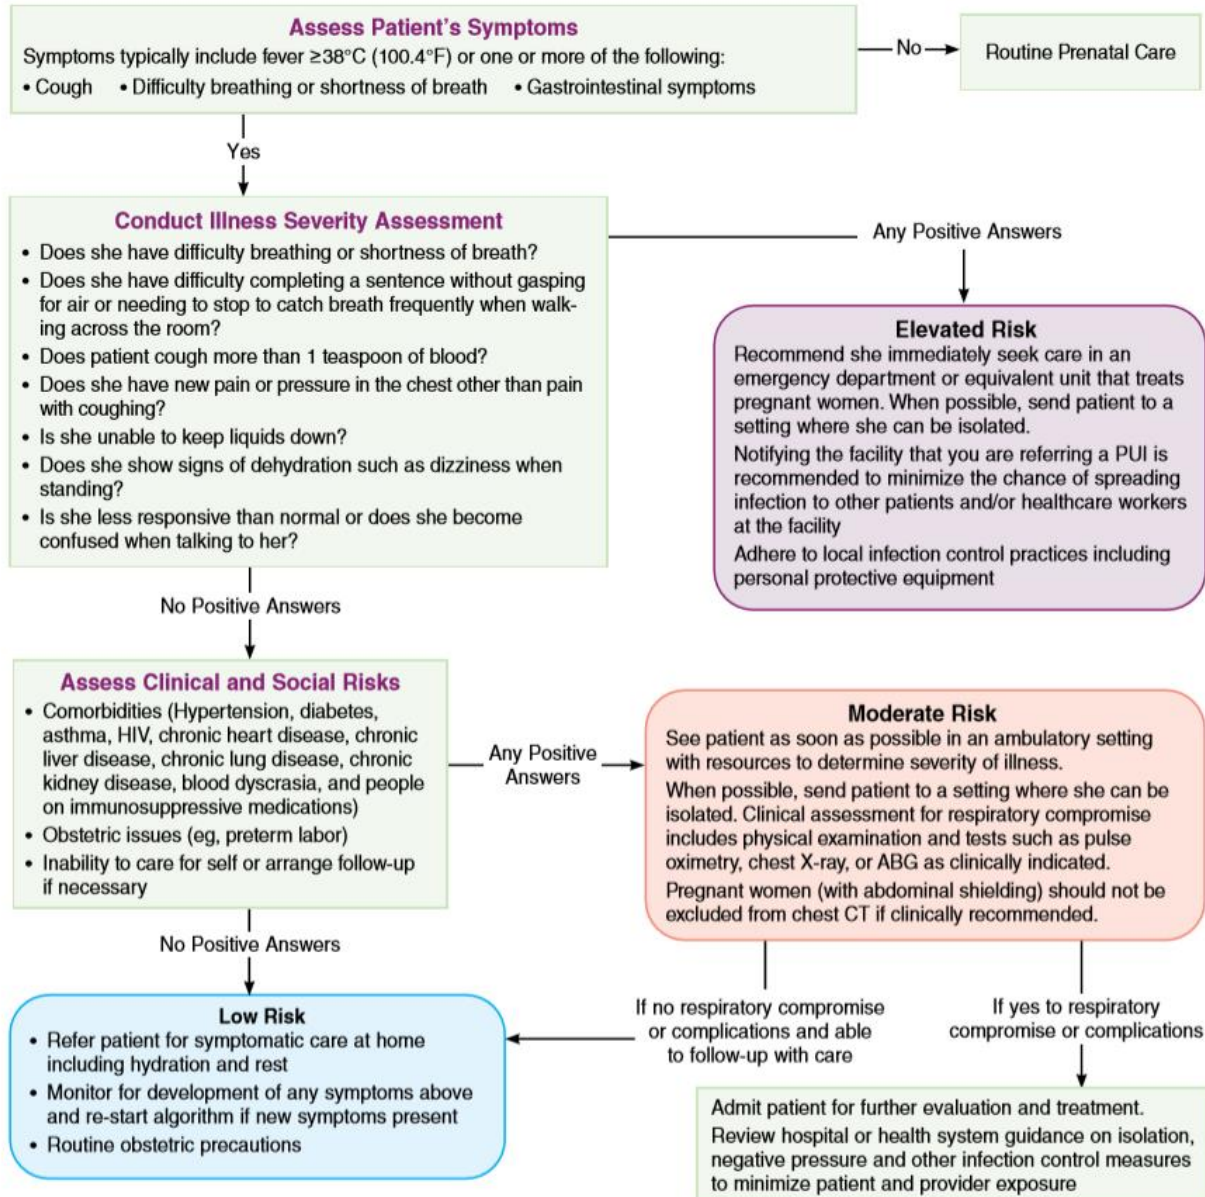 Assess Patient's Symptoms
Symptoms typically include fever ≥38°C (100.4°F) or one or more of the following:
• Cough • Difficulty breathing or shortness of breath • Gastrointestinal symptoms
No
Routine Prenatal Care
Yes
Conduct Illness Severity Assessment
• Does she have difficulty breathing or shortness of breath?
• Does she have difficulty completing a sentence without gasping
for air or needing to stop to catch breath frequently when walk-
ing across the room?
• Does patient cough more than 1 teaspoon of blood?
• Does she have new pain or pressure in the chest other than pain
with coughing?
• Is she unable to keep liquids down?
• Does she show signs of dehydration such as dizziness when
standing?
• Is she less responsive than normal or does she become
confused when talking to her?
Any Positive Answers
Elevated Risk
Recommend she immediately seek care in an
emergency department or equivalent unit that treats
pregnant women. When possible, send patient to a
setting where she can be isolated.
Notifying the facility that you are referring a PUI is
recommended to minimize the chance of spreading
infection to other patients and/or healthcare workers
at the facility
Adhere to local infection control practices including
personal protective equipment
No Positive Answers
Assess Clinical and Social Risks
• Comorbidities (Hypertension, diabetes,
asthma, HIV, chronic heart disease, chronic
liver disease, chronic lung disease, chronic
kidney disease, blood dyscrasia, and people
on immunosuppressive medications)
• Obstetric issues (eg, preterm labor)
• Inability to care for self or arrange follow-up
if necessary
Any Positive
Answers
Moderate Risk
See patient as soon as possible in an ambulatory setting
with resources to determine severity of illness.
When possible, send patient to a setting where she can be
isolated. Clinical assessment for respiratory compromise
includes physical examination and tests such as pulse
oximetry, chest X-ray, or ABG as clinically indicated.
Pregnant women (with abdominal shielding) should not be
excluded from chest CT if clinically recommended.
No Positive Answers
Low Risk
• Refer patient for symptomatic care at home
including hydration and rest
• Monitor for development of any symptoms above
and re-start algorithm if new symptoms present
• Routine obstetric precautions
If no respiratory compromise
or complications and able
to follow-up with care
If yes to respiratory
compromise or complications
Admit patient for further evaluation and treatment.
Review hospital or health system guidance on isolation,
negative pressure and other infection control measures
to minimize patient and provider exposure